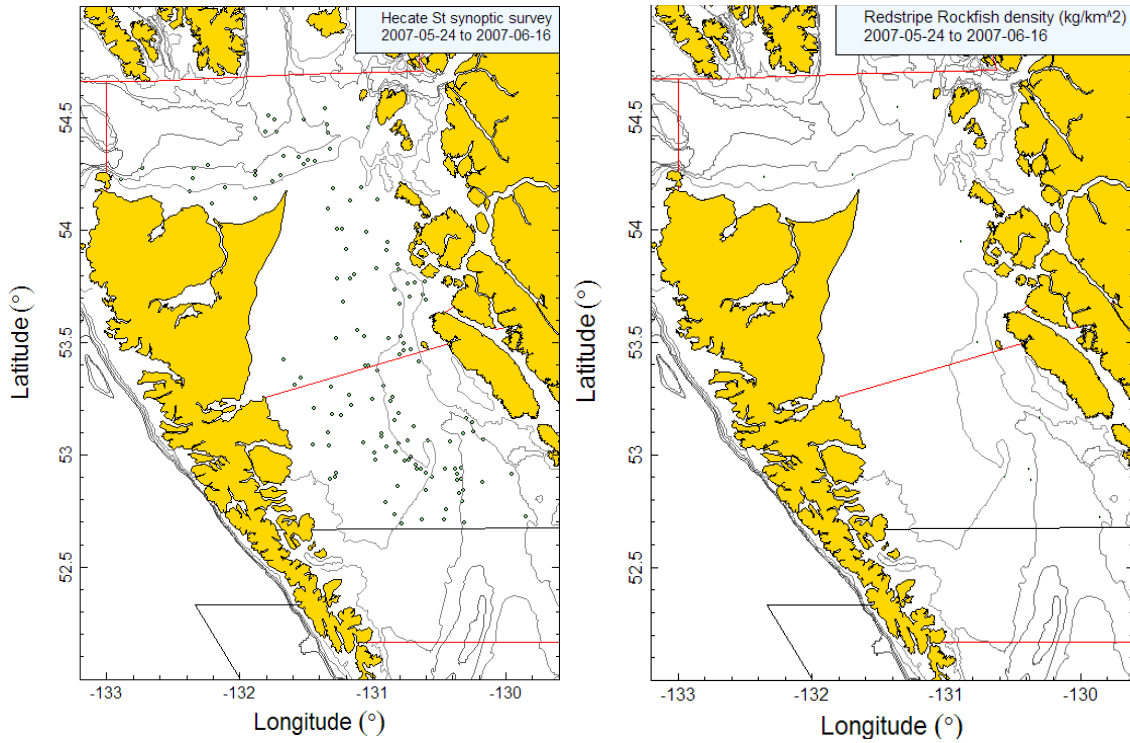 Hecate St synoptic survey
2007-05-24 to 2007-06-16
Latitude (°)
54.5
54
53.5
53
52.5
-133
-132
-131
-130
Longitude (°)
Redstripe Rockfish density (kg/km^2)
2007-05-24 to 2007-06-16
Latitude (°)
54.5
54
53.5
53
52.5
-133
-132
-131
-130
Longitude (°)